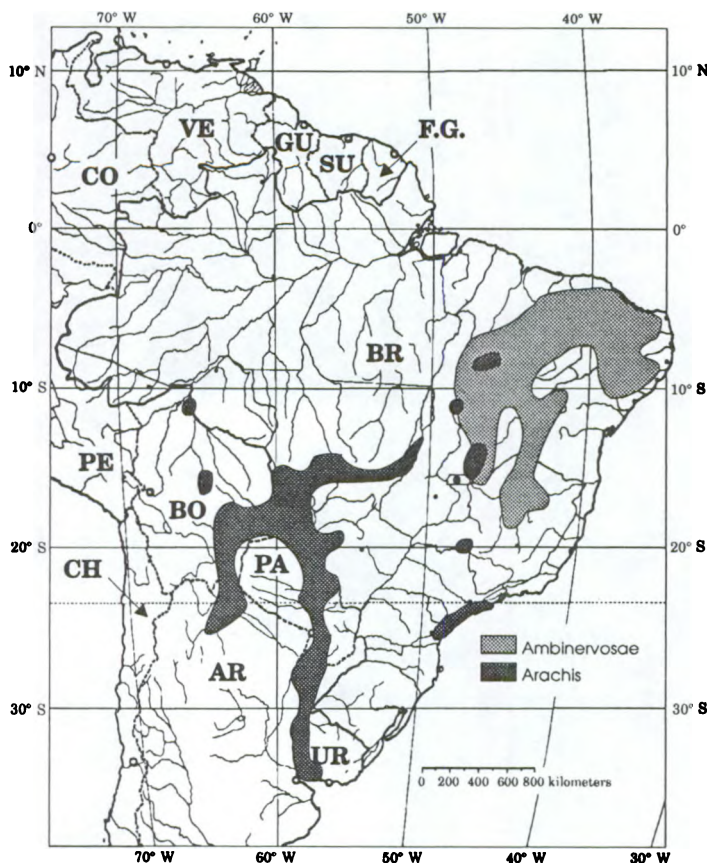 70° W 60° W 50° W 40° W
10° N 10° N
VE
GU
F.G.
SU
CO
0° 0°
BR
10° S 10° S
PE
BO
20° S 20° S
CH
PA
Ambinervosae
Arachis
AR
30° S 30° S
UR
0 200 400 600 800 kilometers
70° W 60° W 50° W 40° W 30° W